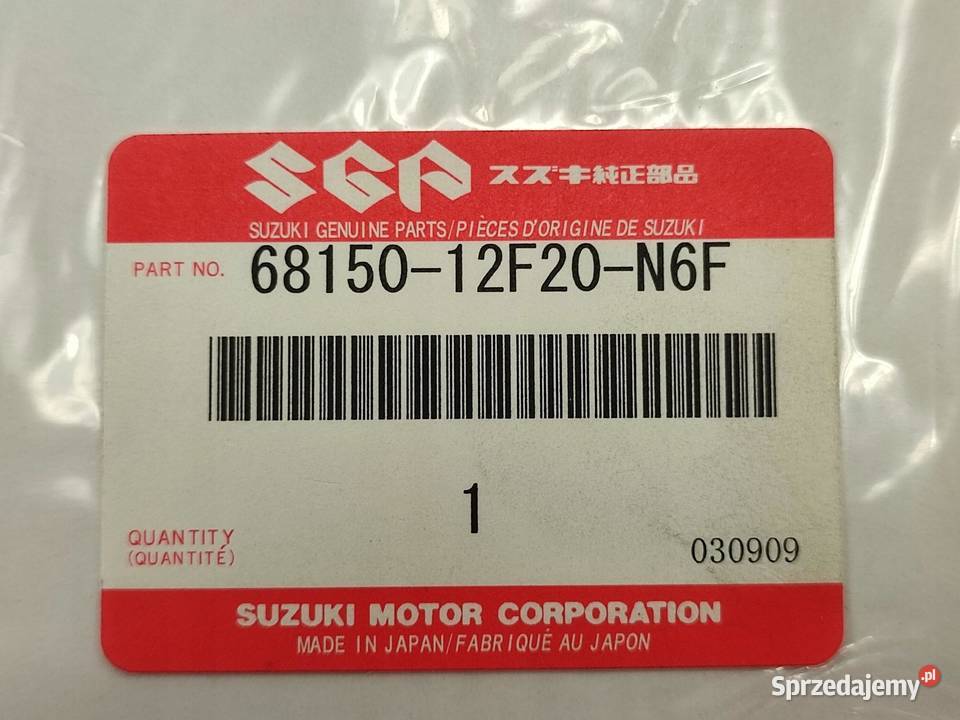 SGP スズキ純正部品
SUZUKI GENUINE PARTS/PIÈCES D'ORIGINE DE SUZUKI
PART NO. 68150-12F20-N6F
1
QUANTITY
(QUANTITÉ)
030909
SUZUKI MOTOR CORPORATION
MADE IN JAPAN/FABRIQUÉ AU JAPON
Sprzedajemy.pl